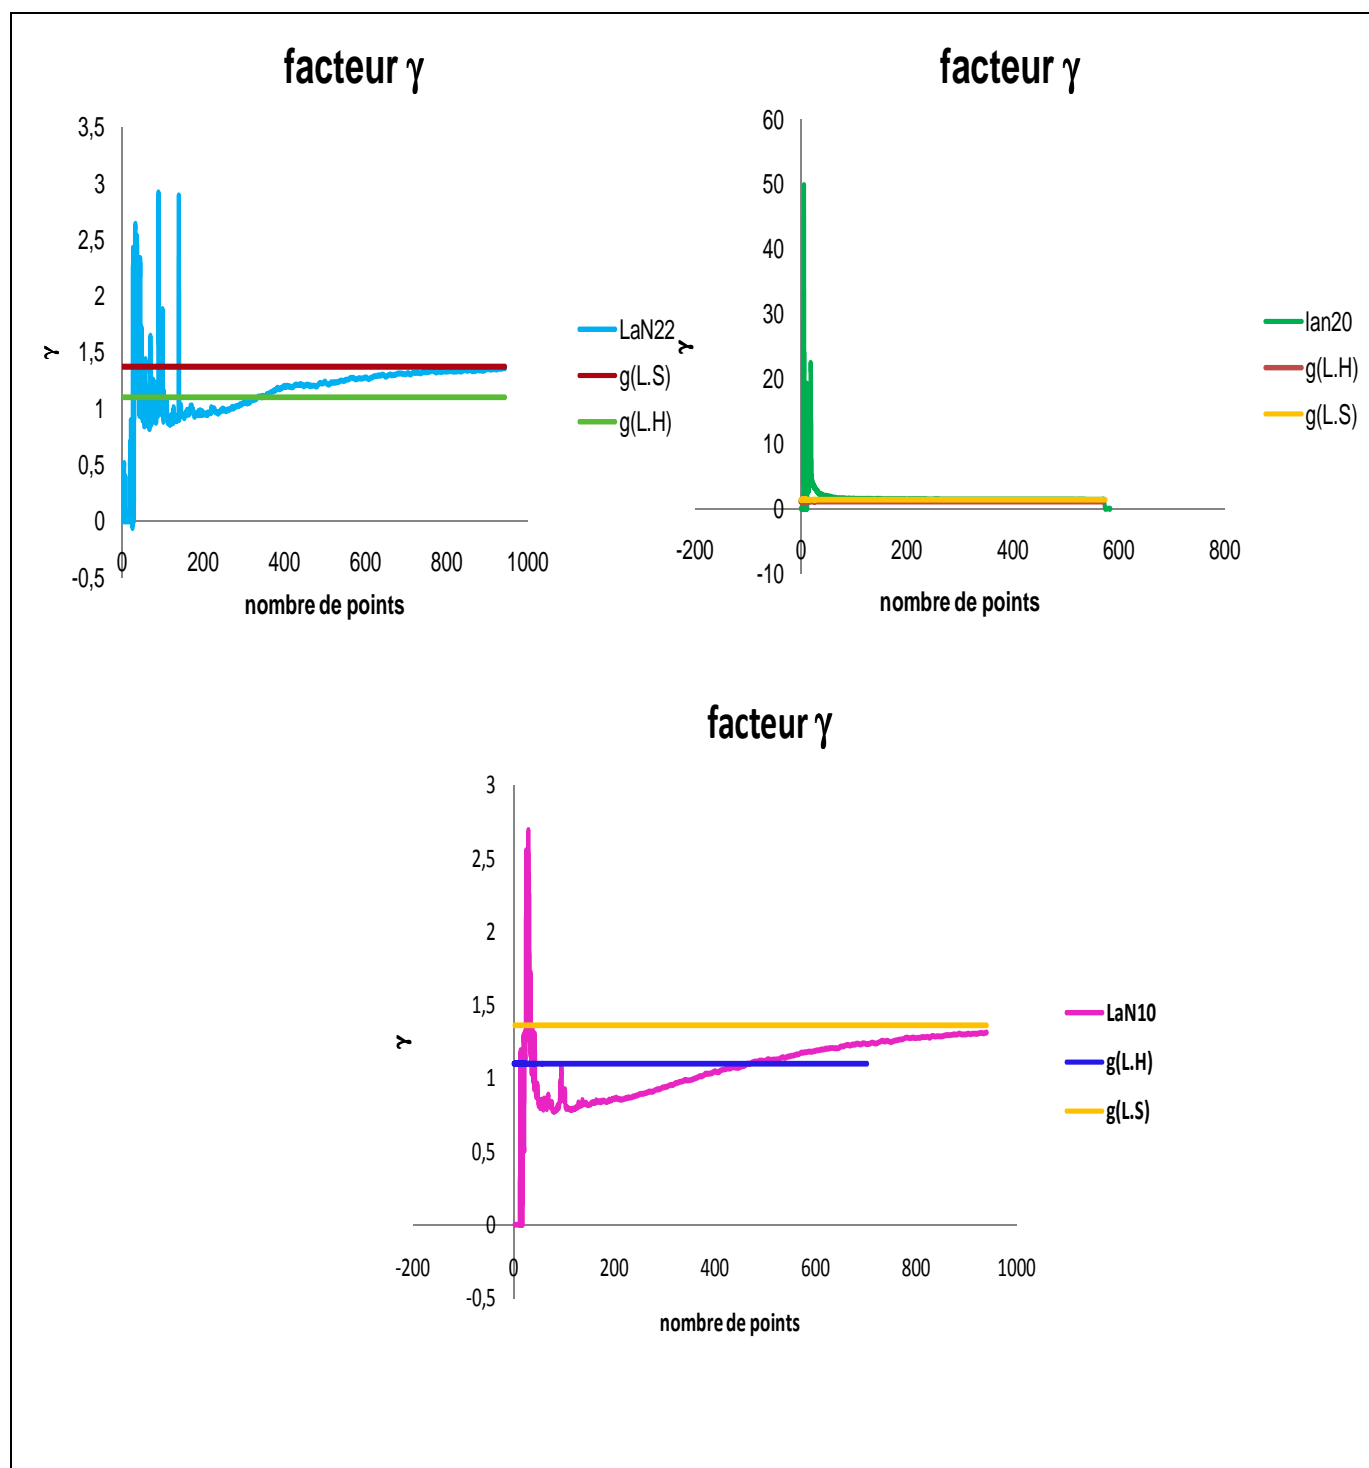 facteur γ
3,5
3
2,5
2
1,5
1
0,5
0
-0,5
γ
0 200 400 600 800 1000
nombre de points
LaN22
g(L.S)
g(L.H)
facteur γ
60
50
40
30
20
10
0
-10
γ
-200 0 200 400 600 800
nombre de points
lan20
g(L.H)
g(L.S)
facteur γ
3
2,5
2
1,5
1
0,5
0
-0,5
γ
-200 0 200 400 600 800 1000
nombre de points
LaN10
g(L.H)
g(L.S)